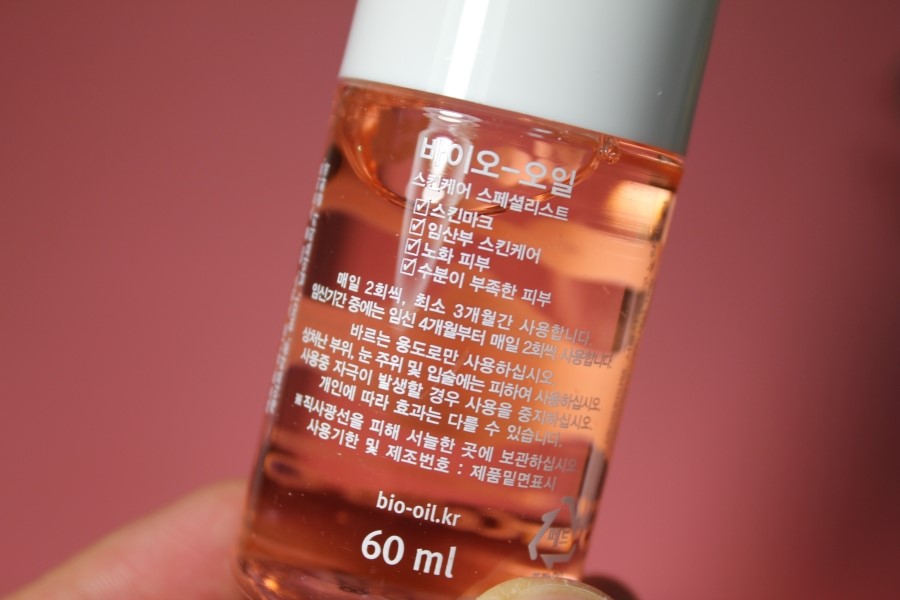 바이오-오일
스킨케어 스페셜리스트
☑ 스킨마크
☑ 임산부 스킨케어
☑ 노화 피부
☑ 수분이 부족한 피부
매일 2회씩, 최소 3개월간 사용합니다.
임신기간 중에는 임신 4개월부터 매일 2회씩 사용합니다.
바르는 용도로만 사용하십시오.
상처난 부위, 눈 주위 및 입술에는 피하여 사용하십시오.
사용중 자극이 발생할 경우 사용을 중지하십시오.
개인에 따라 효과는 다를 수 있습니다.
※직사광선을 피해 서늘한 곳에 보관하십시오.
사용기한 및 제조번호 : 제품밑면표시
bio-oil.kr
60 ml
페트